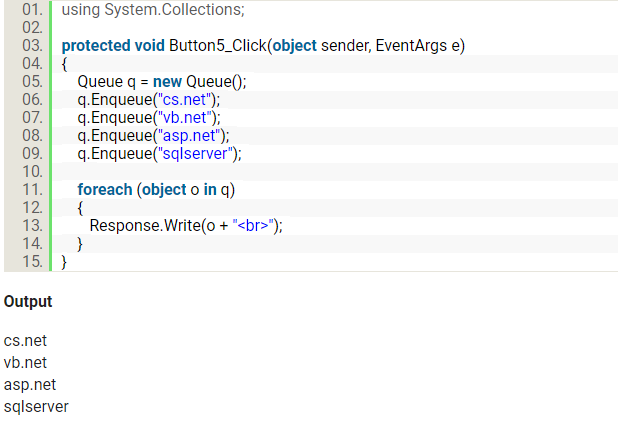 01. using System.Collections;
02.
03. protected void Button5_Click(object sender, EventArgs e)
04. {
05. Queue q = new Queue();
06. q.Enqueue("cs.net");
07. q.Enqueue("vb.net");
08. q.Enqueue("asp.net");
09. q.Enqueue("sqlserver");
10.
11. foreach (object o in q)
12. {
13. Response.Write(o + "<br>");
14. }
15. }
Output
cs.net
vb.net
asp.net
sqlserver